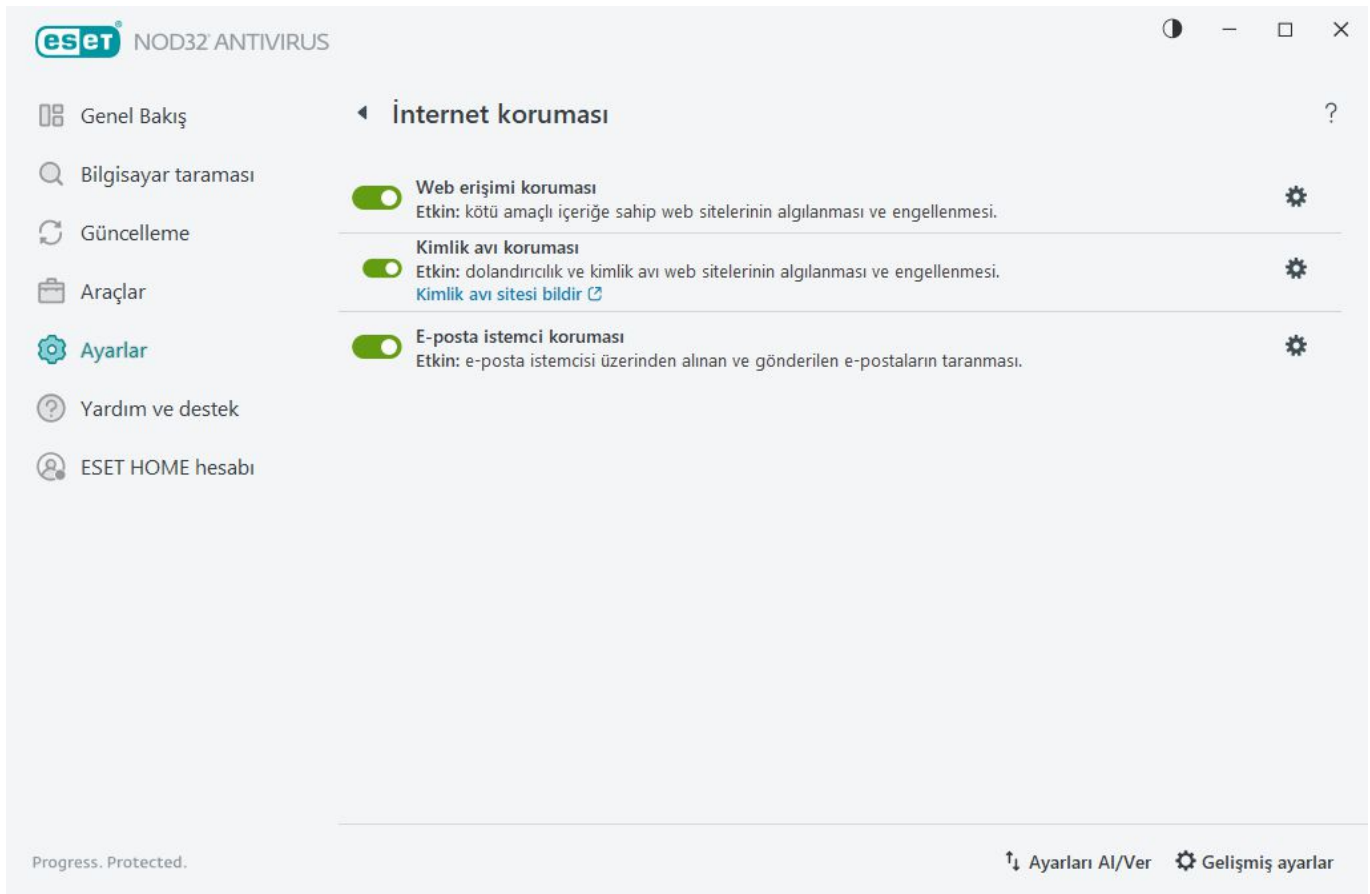 eset® NOD32® ANTIVIRUS
Genel Bakış
Bilgisayar taraması
Güncelleme
Araçlar
Ayarlar
Yardım ve destek
ESET HOME hesabı
İnternet koruması
?
Web erişimi koruması
Etkin: kötü amaçlı içeriğe sahip web sitelerinin algılanması ve engellenmesi.
Kimlik avı koruması
Etkin: dolandırıcılık ve kimlik avı web sitelerinin algılanması ve engellenmesi.
Kimlik avı sitesi bildir
E-posta istemci koruması
Etkin: e-posta istemcisi üzerinden alınan ve gönderilen e-postaların taranması.
Progress. Protected.
Ayarları Al/Ver
Gelişmiş ayarlar